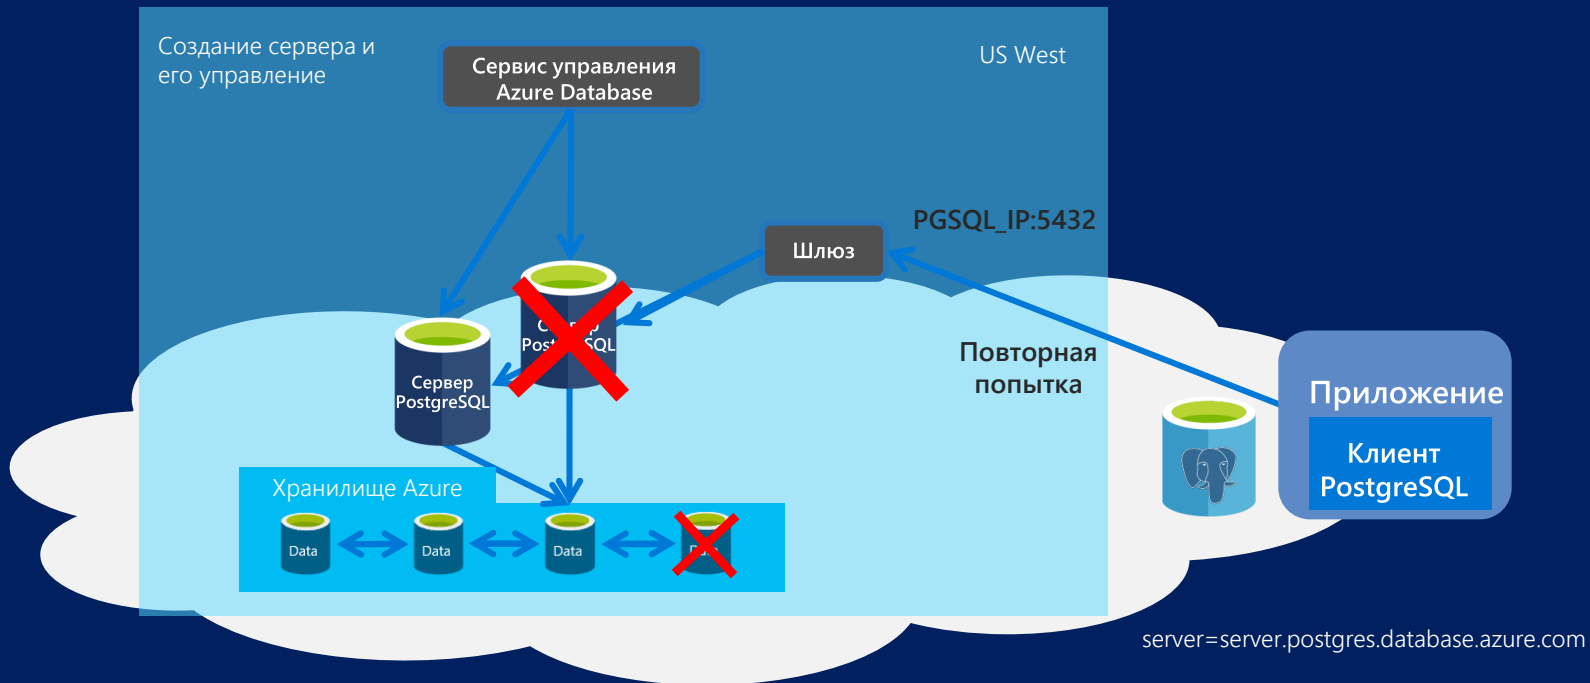 Создание сервера и
его управление
Сервис управления
Azure Database
US West
PGSQL_IP:5432
Шлюз
Повторная
попытка
Сервер
PostgreSQL
Приложение
Клиент
PostgreSQL
Хранилище Azure
Data
Data
Data
server=server.postgres.database.azure.com